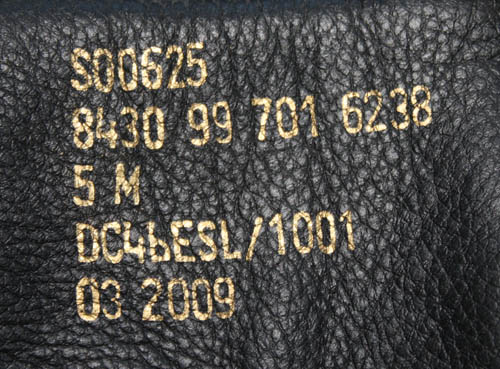 S00625
8430 99 701 6238
5 M
DC46ESL/1001
03 2009